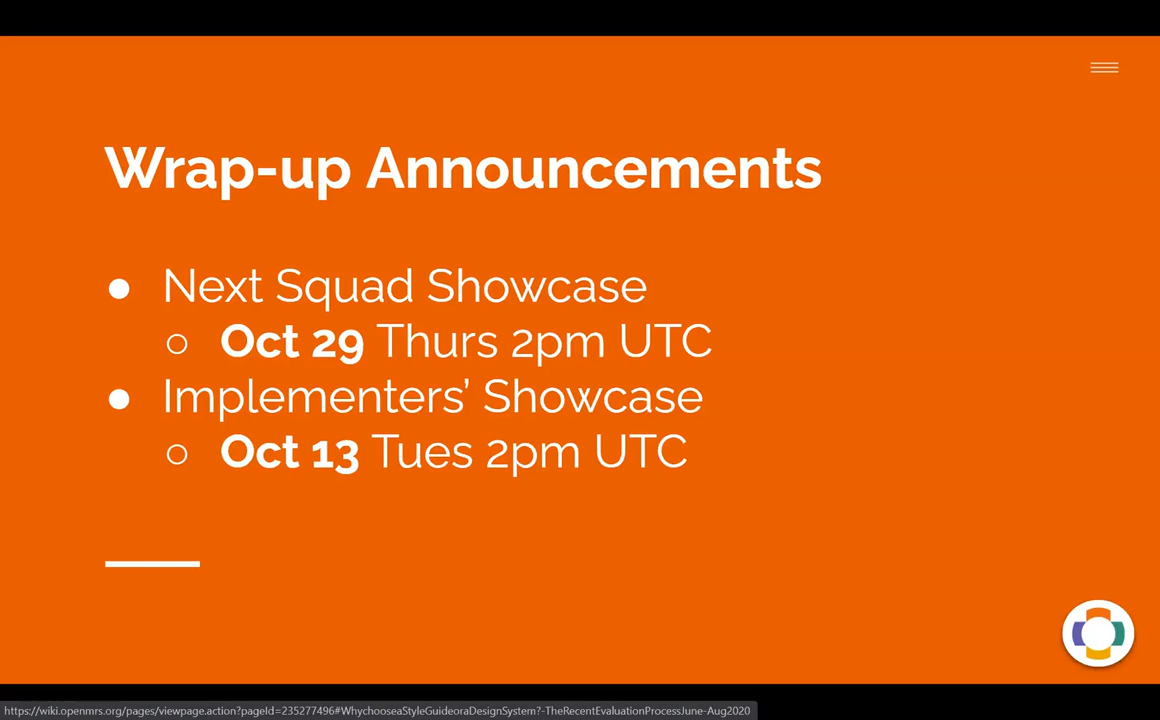 Wrap-up Announcements
● Next Squad Showcase
○ Oct 29 Thurs 2pm UTC
● Implementers’ Showcase
○ Oct 13 Tues 2pm UTC
https://wiki.openmrs.org/pages/viewpage.action?pageId=235277496#WhychooseaStyleGuideoraDesignSystem?-TheRecentEvaluationProcessJune-Aug2020